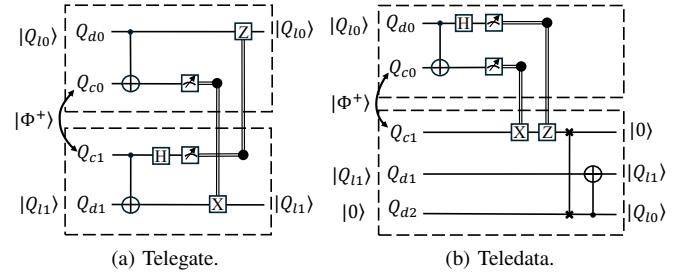 |Q_{l0}⟩ Q_{d0} Z |Q_{l0}⟩
Q_{c0}
|Φ⁺⟩
Q_{c1} H
|Q_{l1}⟩ Q_{d1} X |Q_{l1}⟩
(a) Telegate.
|Q_{l0}⟩ Q_{d0} H
Q_{c0}
|Φ⁺⟩
Q_{c1} X Z |0⟩
|Q_{l1}⟩ Q_{d1} |Q_{l1}⟩
|0⟩ Q_{d2} |Q_{l0}⟩
(b) Teledata.